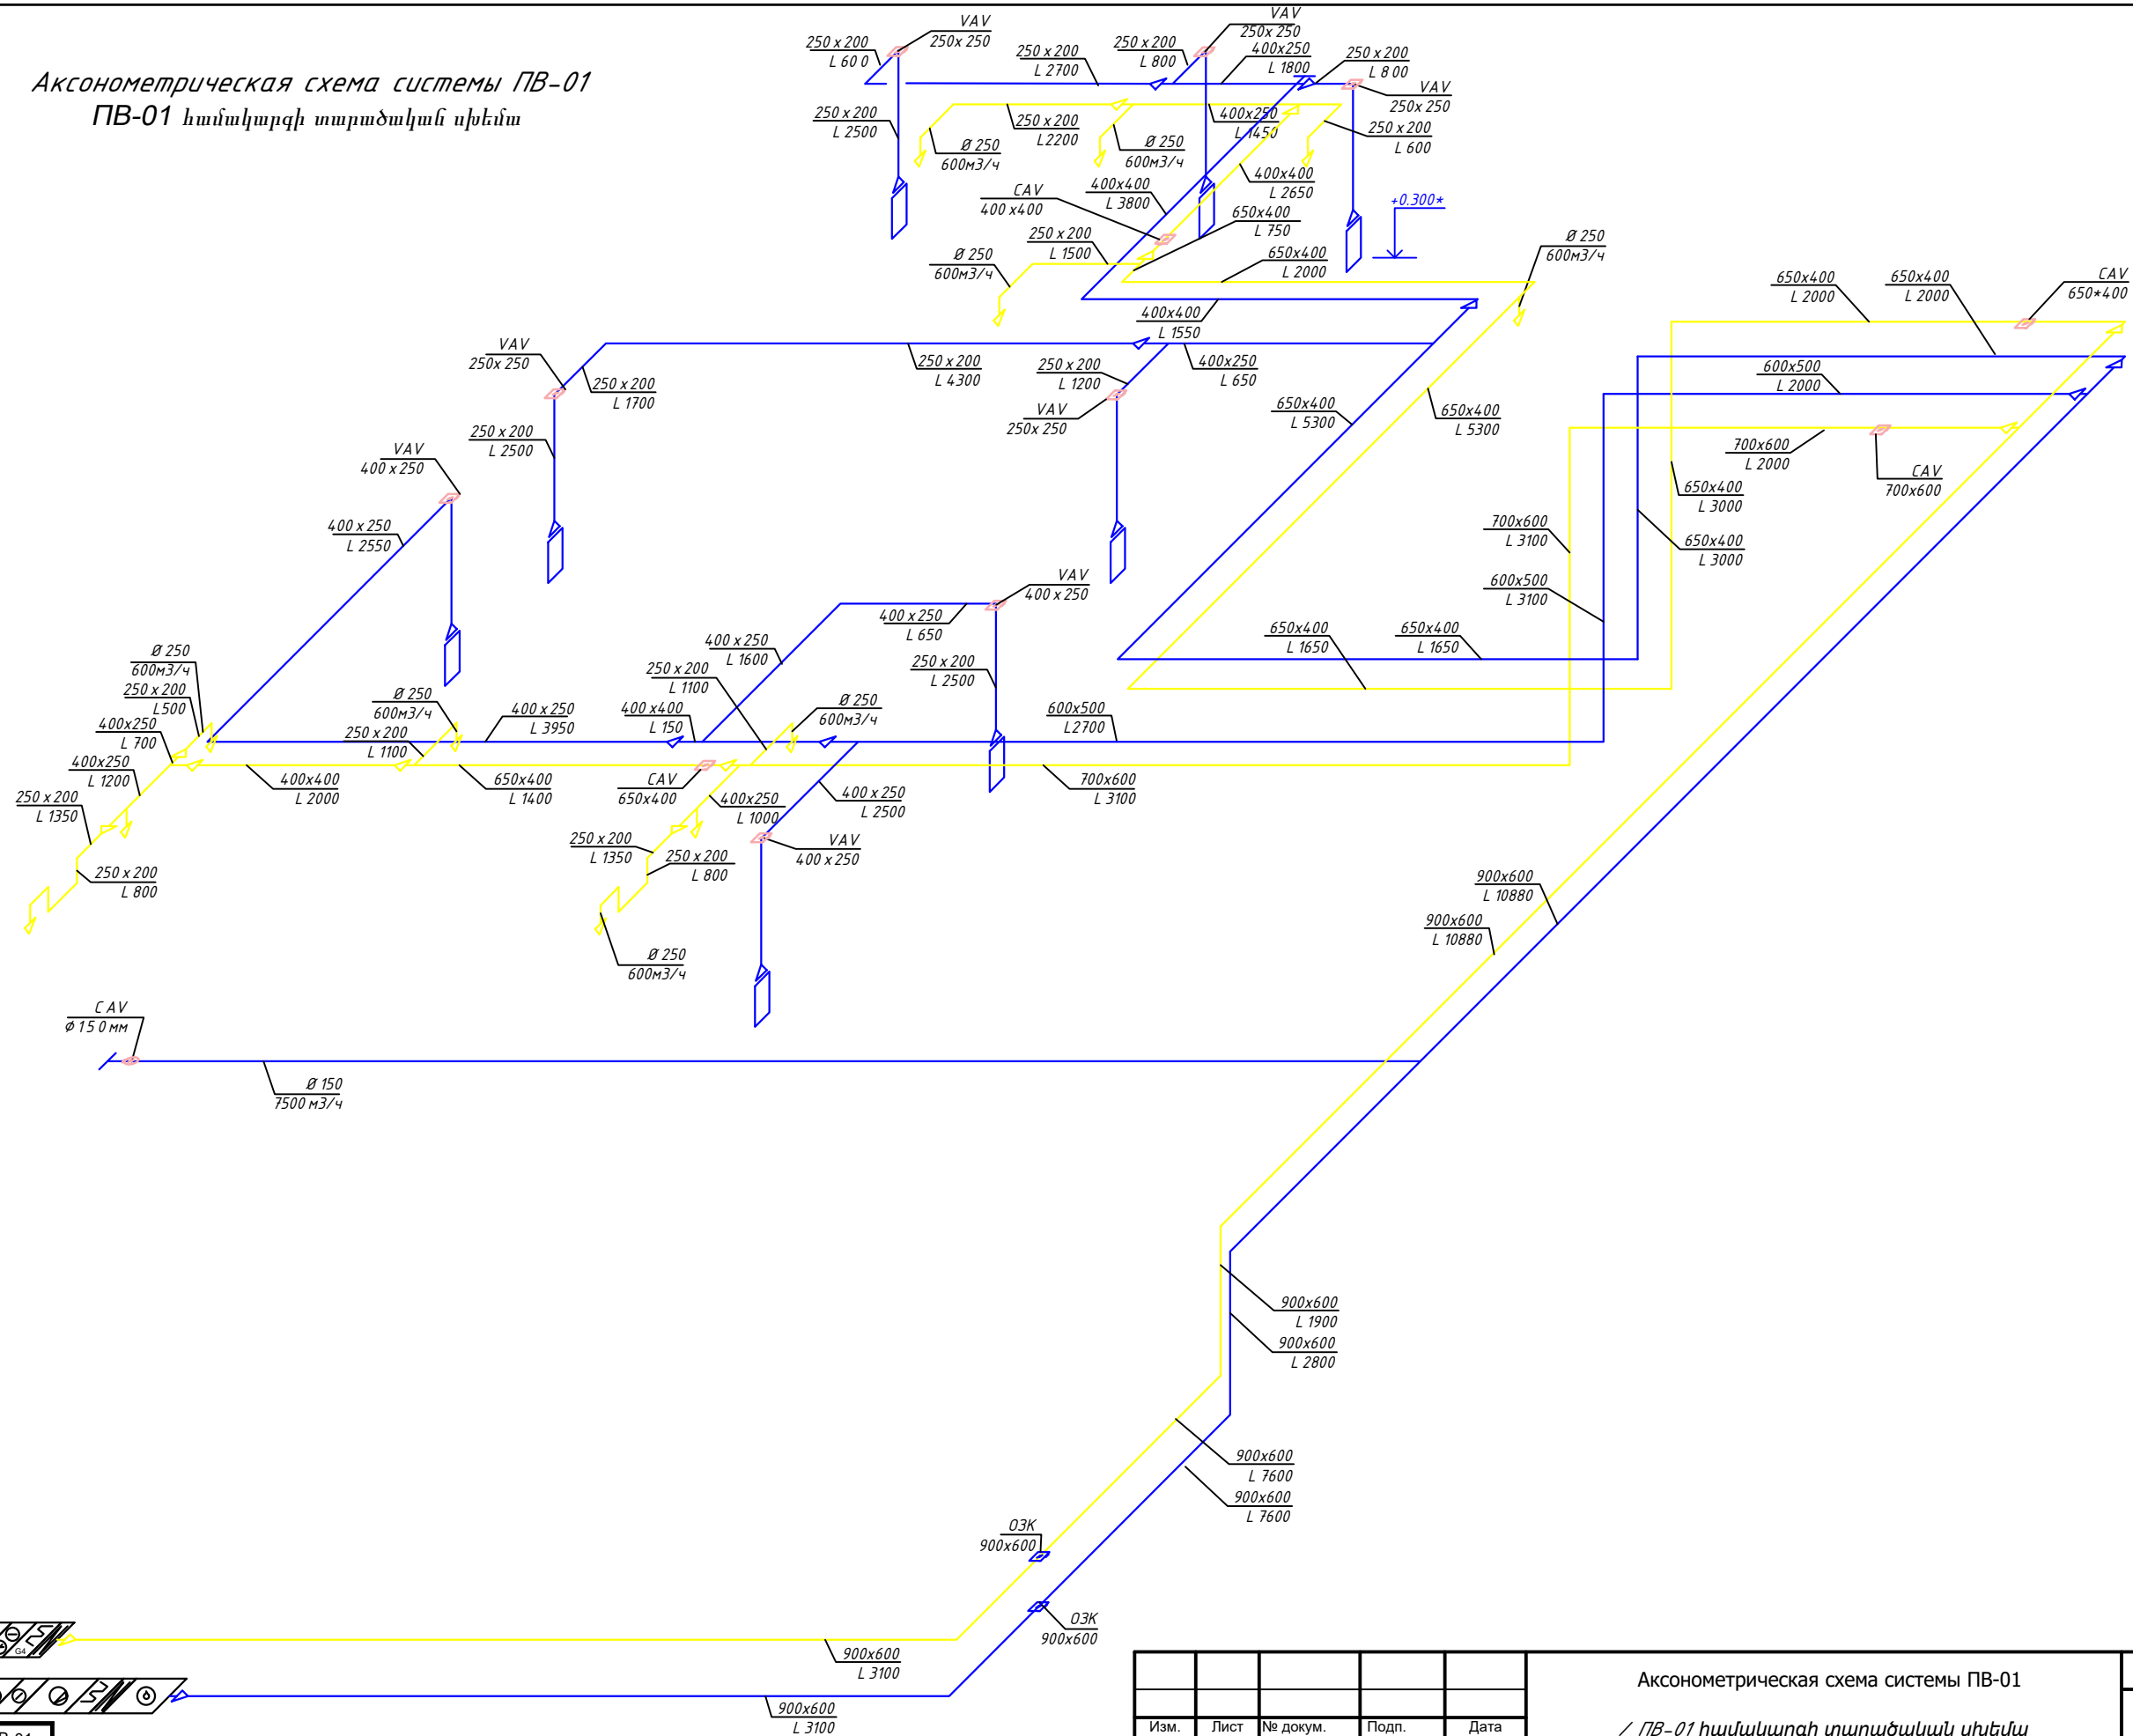 Аксонометрическая схема системы ПВ-01
ПВ-01 համակարգի տարածական սխեմա
VAV
250x 250
250 x 200
L 60 0
250 x 200
L 2700
250 x 200
L 800
VAV
250x 250
400x250
L 1800
250 x 200
L 8 00
VAV
250x 250
250 x 200
L 2500
Ø 250
600м3/ч
250 x 200
L2200
Ø 250
600м3/ч
400x250
L 1450
250 x 200
L 600
CAV
400 x400
400x400
L 3800
400x400
L 2650
650x400
L 750
+0.300*
Ø 250
600м3/ч
250 x 200
L 1500
650x400
L 2000
Ø 250
600м3/ч
400x400
L 1550
650x400
L 2000
650x400
L 2000
CAV
650*400
VAV
250x 250
250 x 200
L 1700
250 x 200
L 4300
250 x 200
L 1200
400x250
L 650
VAV
250x 250
600x500
L 2000
650x400
L 5300
650x400
L 5300
250 x 200
L 2500
700x600
L 2000
CAV
700x600
VAV
400 x 250
400 x 250
L 2550
650x400
L 3000
700x600
L 3100
650x400
L 3000
600x500
L 3100
VAV
400 x 250
400 x 250
L 650
650x400
L 1650
650x400
L 1650
Ø 250
600м3/ч
250 x 200
L500
400x250
L 700
400x250
L 1200
250 x 200
L 1350
250 x 200
L 800
Ø 250
600м3/ч
250 x 200
L 1100
400 x 250
L 3950
400 x 250
L 1600
250 x 200
L 1100
400 x400
L 150
Ø 250
600м3/ч
250 x 200
L 2500
600x500
L2700
400x400
L 2000
650x400
L 1400
CAV
650x400
400x250
L 1000
400 x 250
L 2500
700x600
L 3100
250 x 200
L 1350
250 x 200
L 800
VAV
400 x 250
Ø 250
600м3/ч
900x600
L 10880
900x600
L 10880
C AV
Ø 15 0 мм
Ø 150
7500 м3/ч
900x600
L 1900
900x600
L 2800
900x600
L 7600
900x600
L 7600
ОЗК
900x600
ОЗК
900x600
G4
900x600
L 3100
900x600
L 3100
Аксонометрическая схема системы ПВ-01
/ ПВ-01 համակարգի տարածական սխեմա
Изм.
Лист
№ докум.
Подп.
Дата